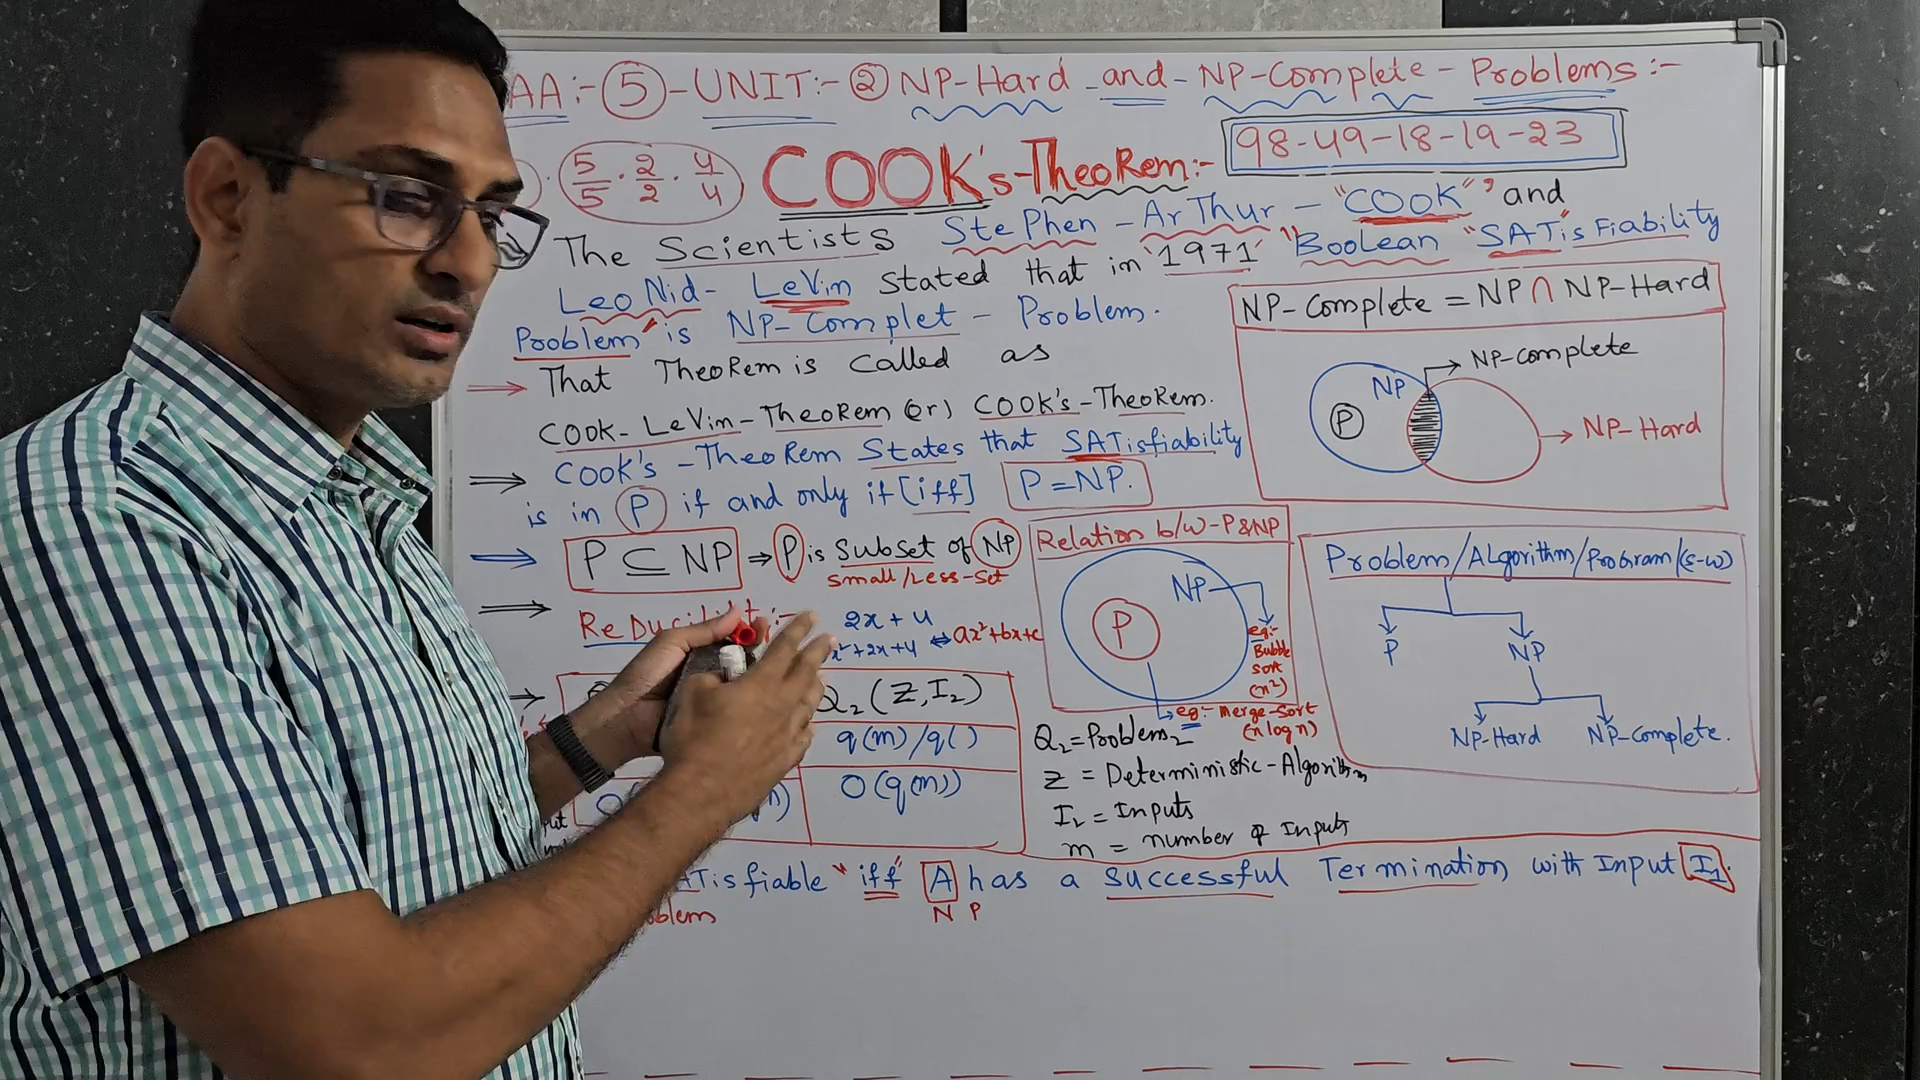 AA:- 5 -UNIT:- 2 NP-Hard -and- NP-Complete - Problems:-
. 5/5 . 2/2 . 4/4 COOK's-TheoRem:- 98-49-18-19-23
The Scientists StePhen - ArThur - "COOK", and
LeoNid- LeVin stated that in 1971 "Boolean "SATisFiability
Problem" is NP-Complet - Problem.
That TheoRem is Called as
COOK-LeVin-TheoRem (or) COOK's-TheoRem.
COOK's -TheoRem States that SATisfiability
is in P if and only if [iff] P=NP.
NP-Complete = NP ∩ NP-Hard
NP-Complete
NP
P
NP-Hard
P ⊆ NP ⇒ P is Subset of NP
Small/Less-Set
Relation b/w-P&NP
NP
P
eg:-
Bubble
sort
(n²)
eg:- merge-sort
(n log n)
Problem/ALgorithm/Program/(s-w)
P NP
NP-Hard NP-Complete.
2x+4
x²+2x+4 ⇔ ax²+bx+c
Q₂(Z,I₂)
q(m)/q()
O(q(m))
Q₂=Problem₂
Z = Deterministic-Algorithm
I₂ = Inputs
m = number of Inputs
ATisfiable "iff" A has a Successful Termination with Input I₁.
NP